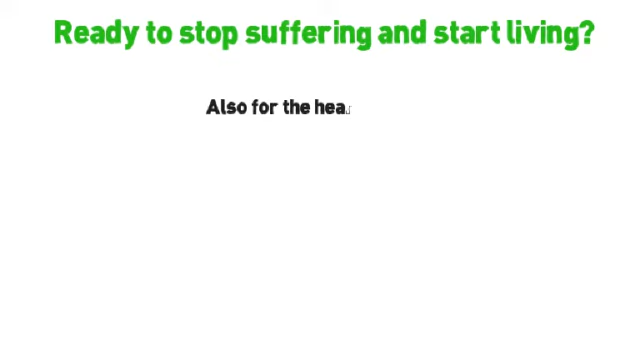 Ready to stop suffering and start living?
Also for the hea